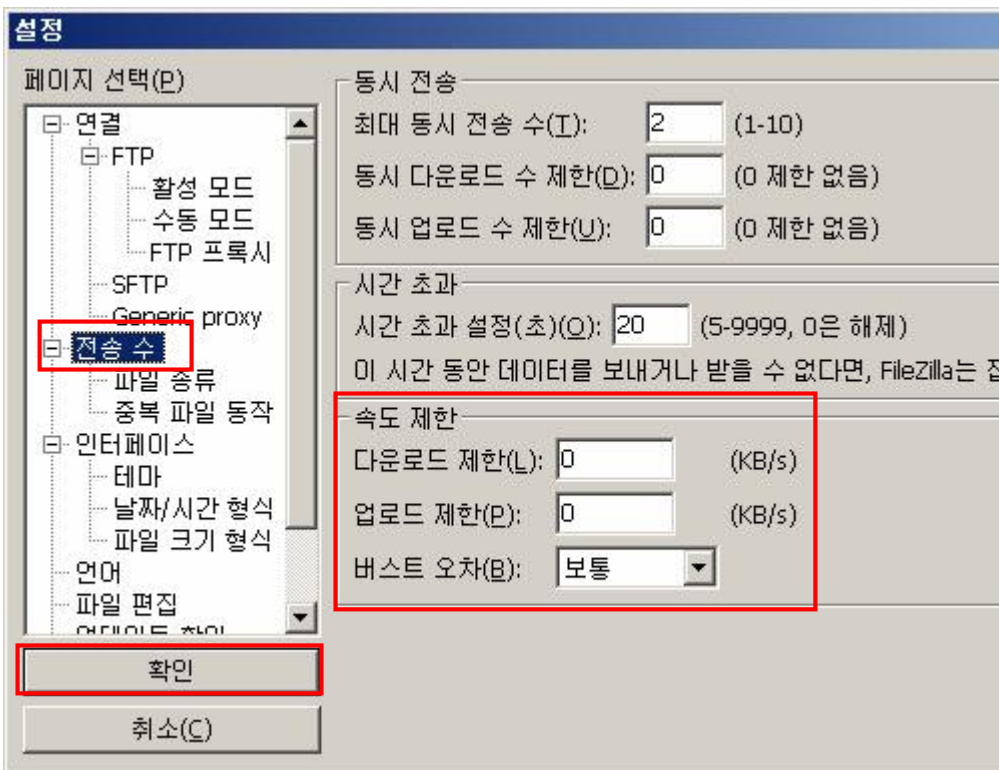 설정
페이지 선택(P)
연결
FTP
활성 모드
수동 모드
FTP 프록시
SFTP
Generic proxy
전송 수
파일 종류
중복 파일 동작
인터페이스
테마
날짜/시간 형식
파일 크기 형식
언어
파일 편집
확인
취소(C)
동시 전송
최대 동시 전송 수(T): 2 (1-10)
동시 다운로드 수 제한(D): 0 (0 제한 없음)
동시 업로드 수 제한(U): 0 (0 제한 없음)
시간 초과
시간 초과 설정(초)(O): 20 (5-9999, 0은 해제)
이 시간 동안 데이터를 보내거나 받을 수 없다면, FileZilla는
속도 제한
다운로드 제한(L): 0 (KB/s)
업로드 제한(P): 0 (KB/s)
버스트 오차(B): 보통